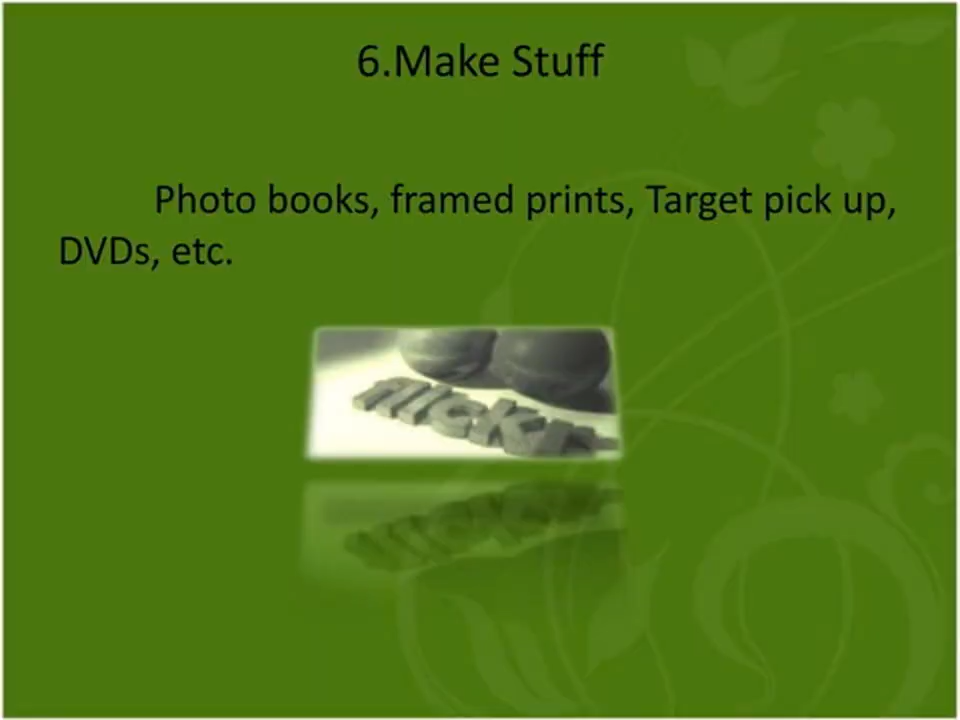 6.Make Stuff
Photo books, framed prints, Target pick up,
DVDs, etc.
flickr